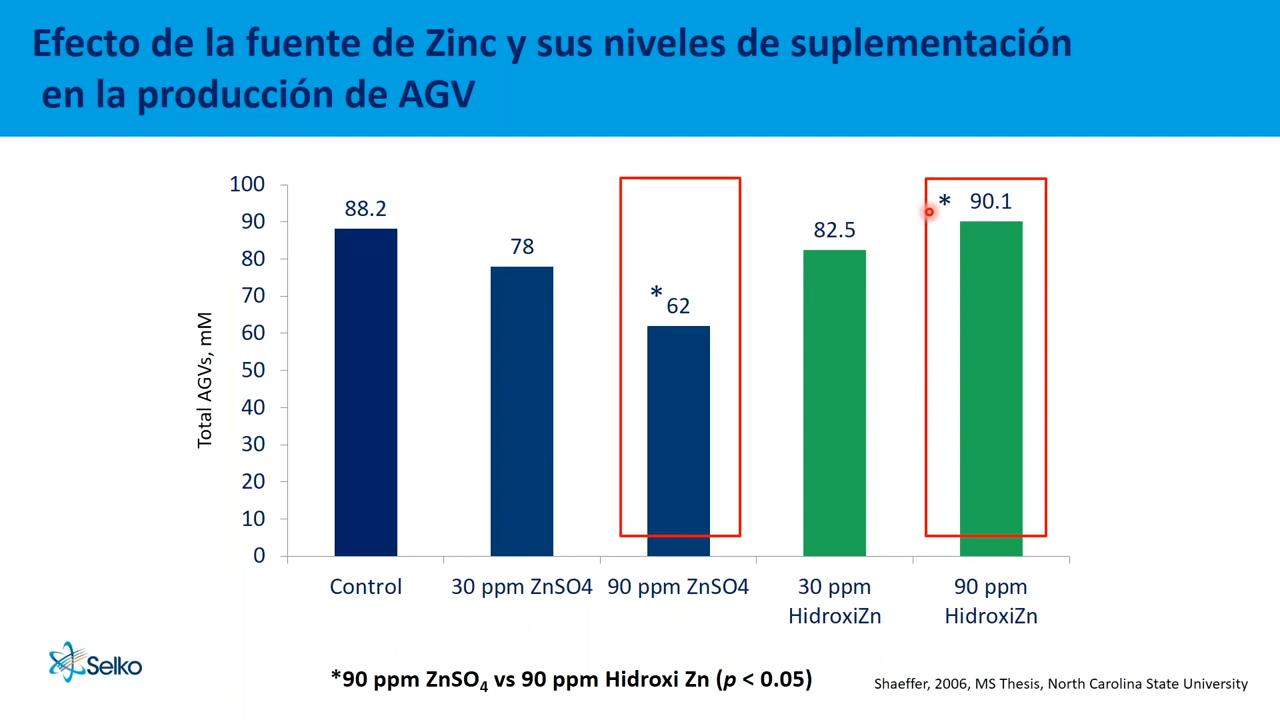 Efecto de la fuente de Zinc y sus niveles de suplementación
en la producción de AGV
Total AGVs, mM
100
90
80
70
60
50
40
30
20
10
0
88.2
78
* 62
82.5
* 90.1
Control
30 ppm ZnSO4
90 ppm ZnSO4
30 ppm
HidroxiZn
90 ppm
HidroxiZn
Selko
*90 ppm ZnSO₄ vs 90 ppm Hidroxi Zn (p < 0.05)
Shaeffer, 2006, MS Thesis, North Carolina State University